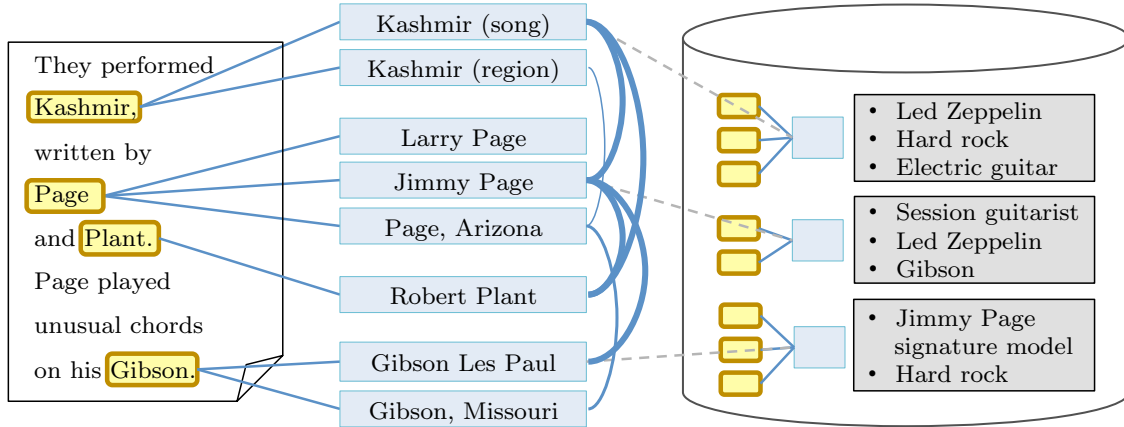 They performed
Kashmir,
written by
Page
and Plant.
Page played
unusual chords
on his Gibson.
Kashmir (song)
Kashmir (region)
Larry Page
Jimmy Page
Page, Arizona
Robert Plant
Gibson Les Paul
Gibson, Missouri
• Led Zeppelin
• Hard rock
• Electric guitar
• Session guitarist
• Led Zeppelin
• Gibson
• Jimmy Page
signature model
• Hard rock